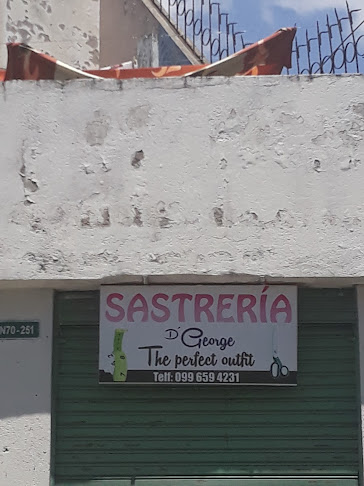 SASTRERÍA
D' George
The perfect outfit
Telf: 099 659 4231
N70-251